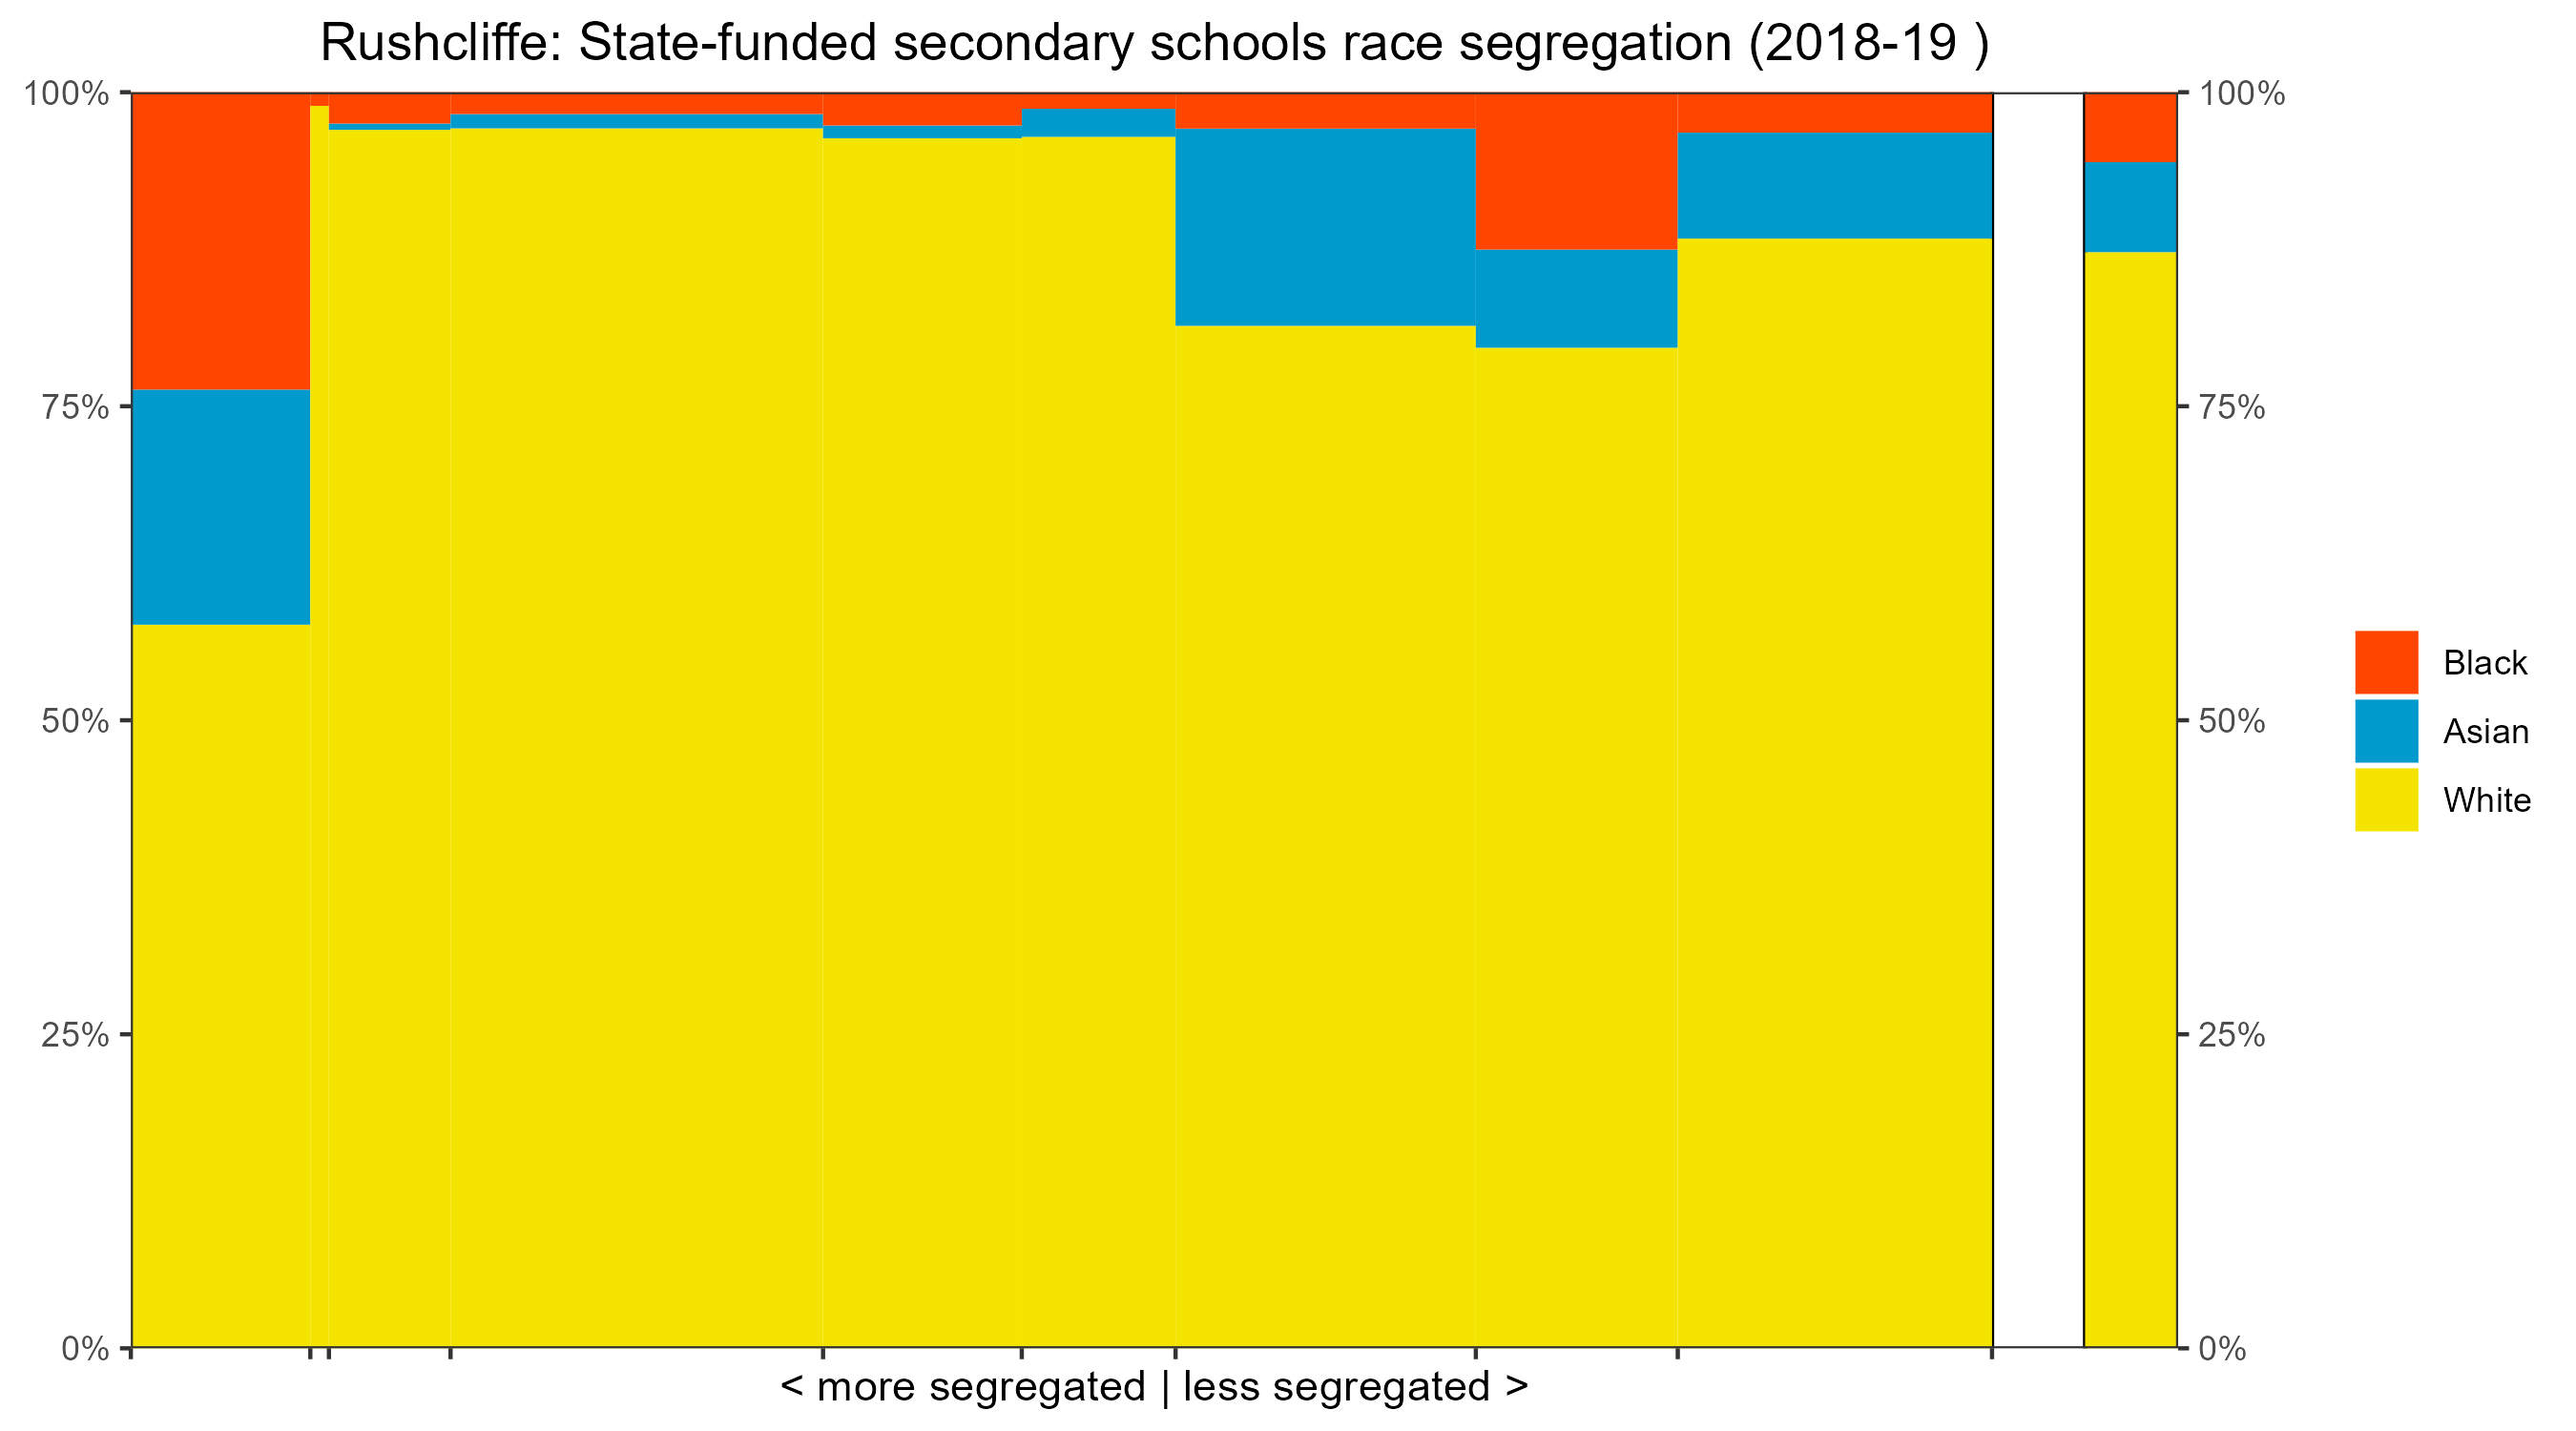 Rushcliffe: State-funded secondary schools race segregation (2018-19 )
100%
75%
50%
25%
0%
100%
75%
50%
25%
0%
Black
Asian
White
< more segregated | less segregated >